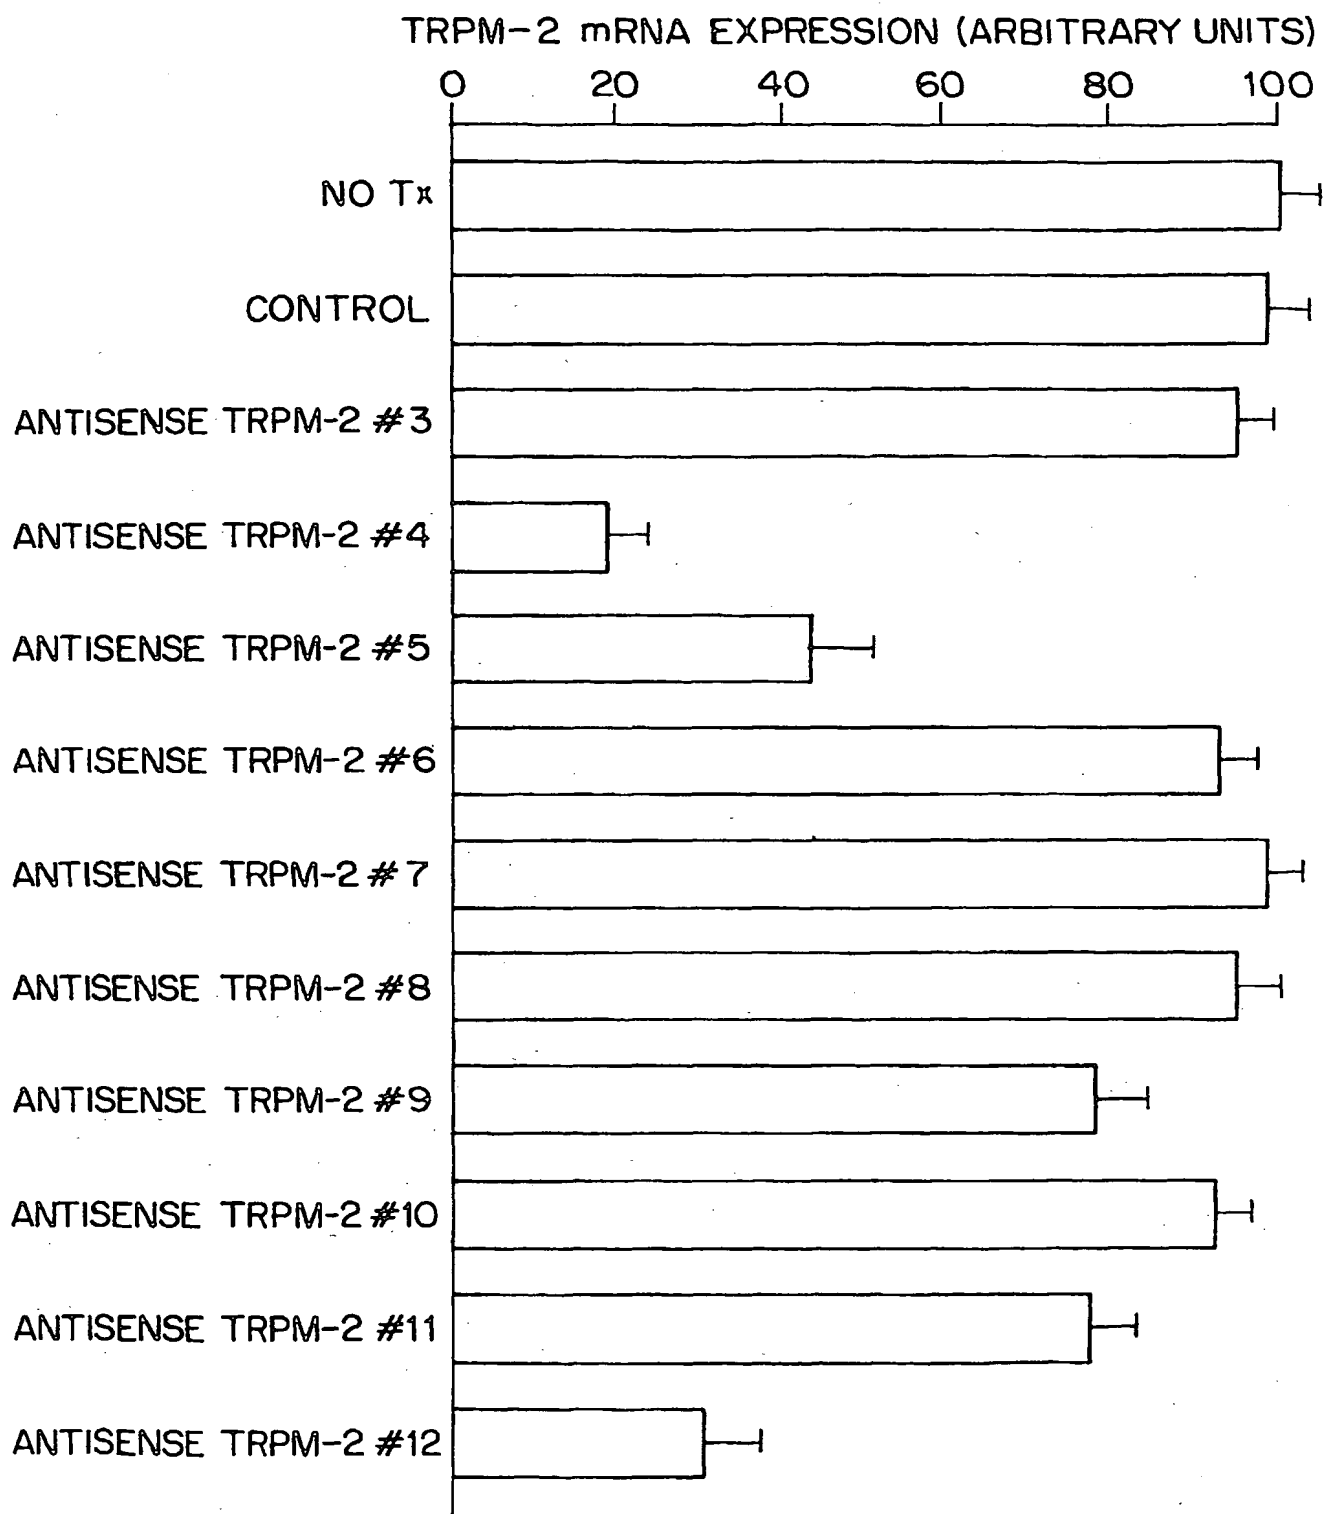 TRPM-2 mRNA EXPRESSION (ARBITRARY UNITS)
0 20 40 60 80 100
NO Tx
CONTROL
ANTISENSE TRPM-2 #3
ANTISENSE TRPM-2 #4
ANTISENSE TRPM-2 #5
ANTISENSE TRPM-2 #6
ANTISENSE TRPM-2 #7
ANTISENSE TRPM-2 #8
ANTISENSE TRPM-2 #9
ANTISENSE TRPM-2 #10
ANTISENSE TRPM-2 #11
ANTISENSE TRPM-2 #12